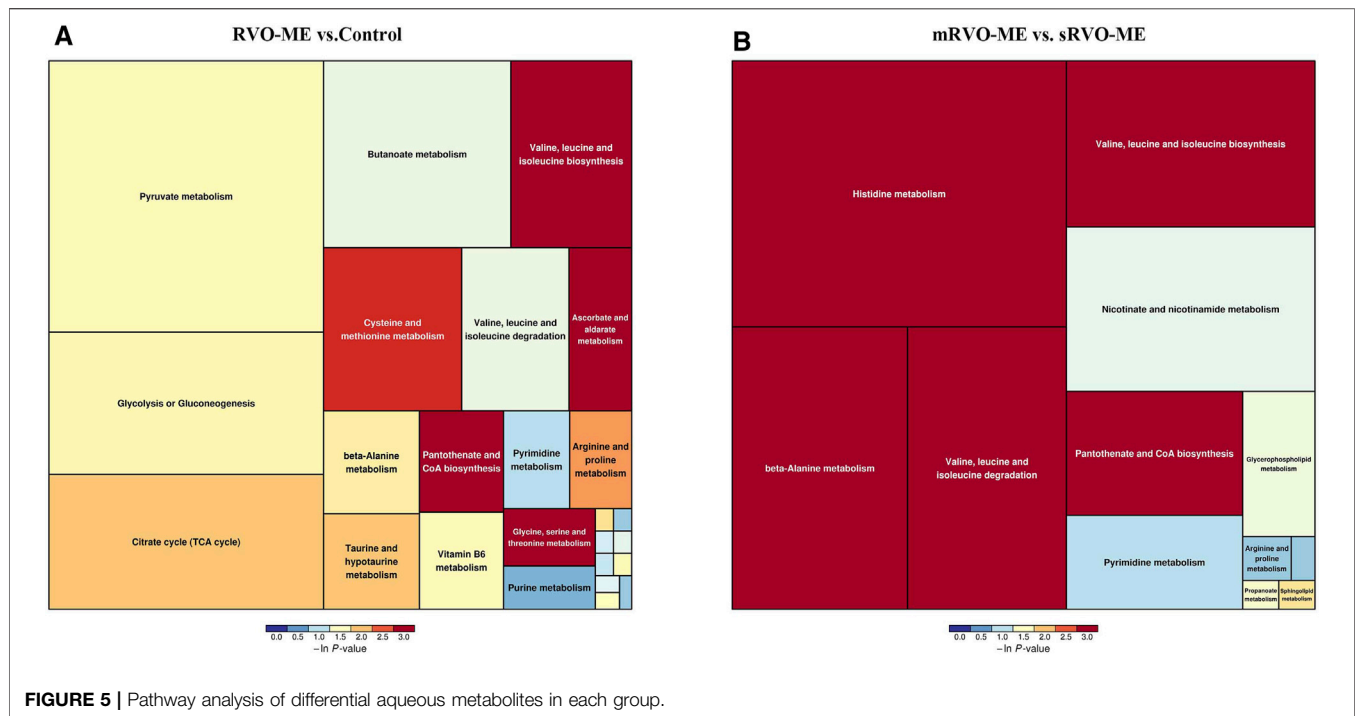 A
RVO-ME vs.Control
Pyruvate metabolism
Butanoate metabolism
Valine, leucine and
isoleucine biosynthesis
Cysteine and
methionine metabolism
Valine, leucine and
isoleucine degradation
Ascorbate and
aldarate
metabolism
Glycolysis or Gluconeogenesis
beta-Alanine
metabolism
Pantothenate and
CoA biosynthesis
Pyrimidine
metabolism
Arginine and
proline
metabolism
Citrate cycle (TCA cycle)
Taurine and
hypotaurine
metabolism
Vitamin B6
metabolism
Glycine, serine and
threonine metabolism
Purine metabolism
0.0 0.5 1.0 1.5 2.0 2.5 3.0
−ln P-value
B
mRVO-ME vs. sRVO-ME
Histidine metabolism
Valine, leucine and isoleucine biosynthesis
Nicotinate and nicotinamide metabolism
beta-Alanine metabolism
Valine, leucine and
isoleucine degradation
Pantothenate and CoA biosynthesis
Glycerophospholipid
metabolism
Pyrimidine metabolism
Arginine and
proline
metabolism
Propanoate
metabolism
Sphingolipid
metabolism
0.0 0.5 1.0 1.5 2.0 2.5 3.0
−ln P-value
FIGURE 5 | Pathway analysis of differential aqueous metabolites in each group.